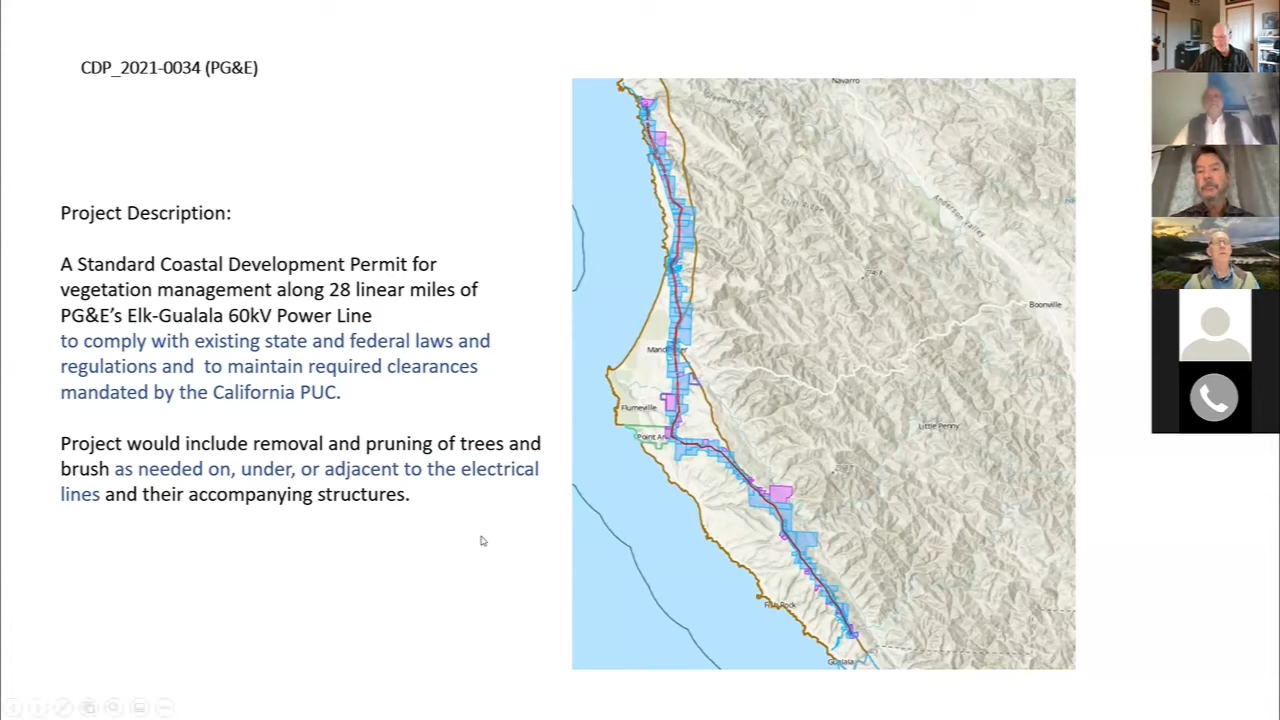 CDP_2021-0034 (PG&E)
Project Description:
A Standard Coastal Development Permit for
vegetation management along 28 linear miles of
PG&E’s Elk-Gualala 60kV Power Line
to comply with existing state and federal laws and
regulations and  to maintain required clearances
mandated by the California PUC.
Project would include removal and pruning of trees and
brush as needed on, under, or adjacent to the electrical
lines and their accompanying structures.
Navarro
Anderson Valley
Boonville
Flumeville
Point
Little Penny
Rock
Gualala